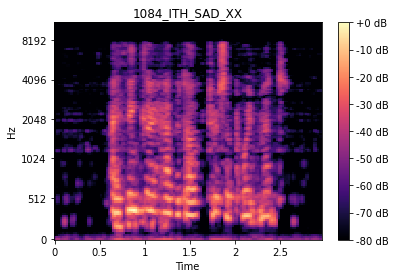 1084_ITH_SAD_XX
+0 dB
8192
-10 dB
4096
-20 dB
-30 dB
2048
Hz
-40 dB
1024
-50 dB
512
-60 dB
-70 dB
0
-80 dB
0 0.5 1 1.5 2 2.5
Time